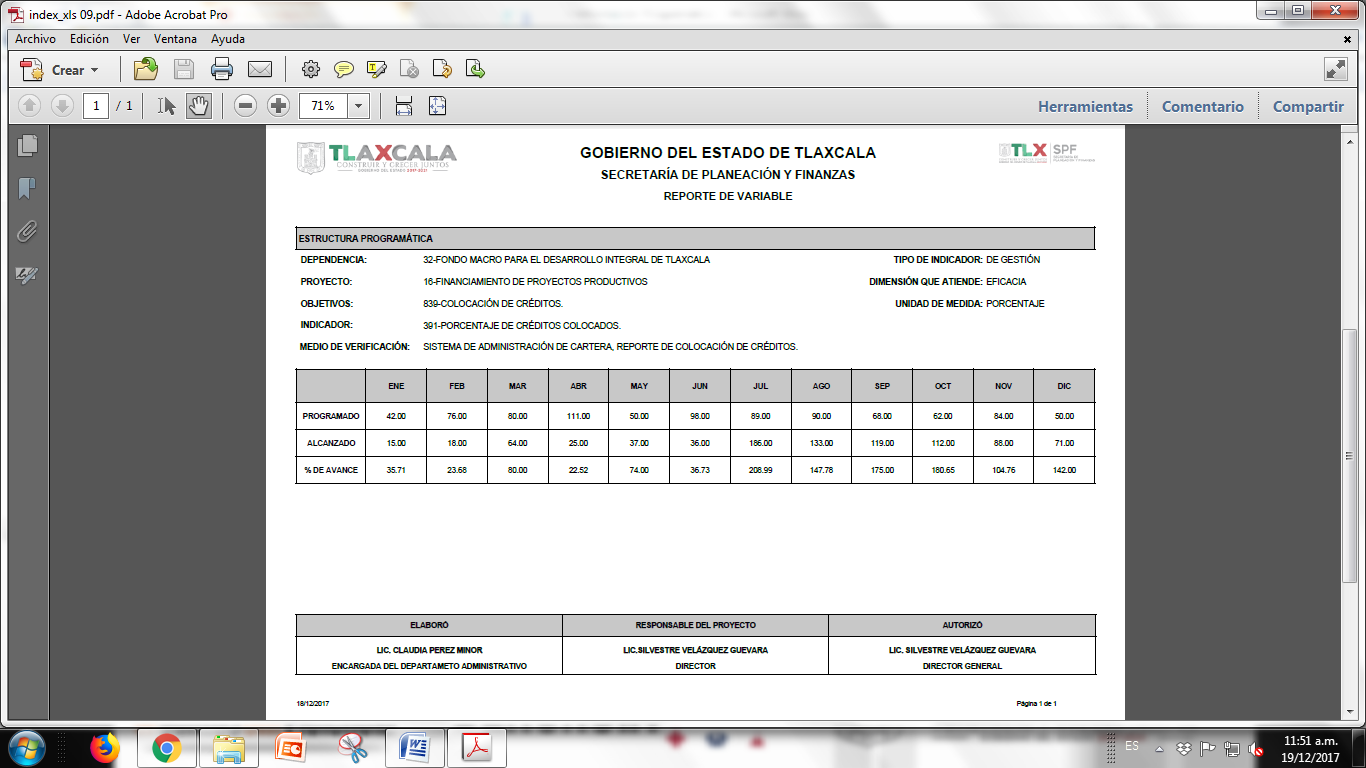 index_xls 09.pdf - Adobe Acrobat Pro
Archivo Edición Ver Ventana Ayuda
Crear
1 / 1 71% Herramientas Comentario Compartir
TLAXCALA
CONSTRUIR Y CRECER JUNTOS
GOBIERNO DEL ESTADO 2017-2021
GOBIERNO DEL ESTADO DE TLAXCALA
SECRETARÍA DE PLANEACIÓN Y FINANZAS
REPORTE DE VARIABLE
TLX SPF
ESTRUCTURA PROGRAMÁTICA
DEPENDENCIA: 32-FONDO MACRO PARA EL DESARROLLO INTEGRAL DE TLAXCALA TIPO DE INDICADOR: DE GESTIÓN
PROYECTO: 16-FINANCIAMIENTO DE PROYECTOS PRODUCTIVOS DIMENSIÓN QUE ATIENDE: EFICACIA
OBJETIVOS: 839-COLOCACIÓN DE CRÉDITOS. UNIDAD DE MEDIDA: PORCENTAJE
INDICADOR: 391-PORCENTAJE DE CRÉDITOS COLOCADOS.
MEDIO DE VERIFICACIÓN: SISTEMA DE ADMINISTRACIÓN DE CARTERA, REPORTE DE COLOCACIÓN DE CRÉDITOS.
ENE FEB MAR ABR MAY JUN JUL AGO SEP OCT NOV DIC
PROGRAMADO 42.00 76.00 80.00 111.00 50.00 98.00 89.00 90.00 68.00 62.00 84.00 50.00
ALCANZADO 15.00 18.00 64.00 25.00 37.00 36.00 186.00 133.00 119.00 112.00 88.00 71.00
% DE AVANCE 35.71 23.68 80.00 22.52 74.00 36.73 208.99 147.78 175.00 180.65 104.76 142.00
ELABORÓ RESPONSABLE DEL PROYECTO AUTORIZÓ
LIC. CLAUDIA PEREZ MINOR LIC.SILVESTRE VELÁZQUEZ GUEVARA LIC. SILVESTRE VELÁZQUEZ GUEVARA
ENCARGADA DEL DEPARTAMETO ADMINISTRATIVO DIRECTOR DIRECTOR GENERAL
18/12/2017 Página 1 de 1
ES 11:51 a.m.
19/12/2017